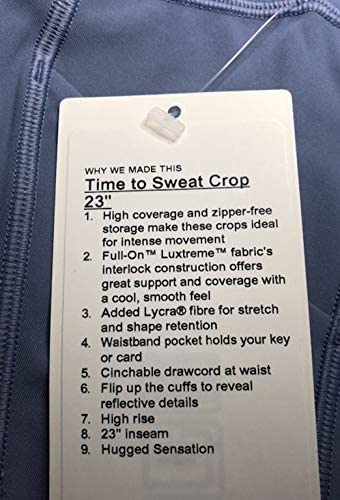 WHY WE MADE THIS
Time to Sweat Crop
23"
1. High coverage and zipper-free
storage make these crops ideal
for intense movement
2. Full-On™ Luxtreme™ fabric's
interlock construction offers
great support and coverage with
a cool, smooth feel
3. Added Lycra® fibre for stretch
and shape retention
4. Waistband pocket holds your key
or card
5. Cinchable drawcord at waist
6. Flip up the cuffs to reveal
reflective details
7. High rise
8. 23" inseam
9. Hugged Sensation